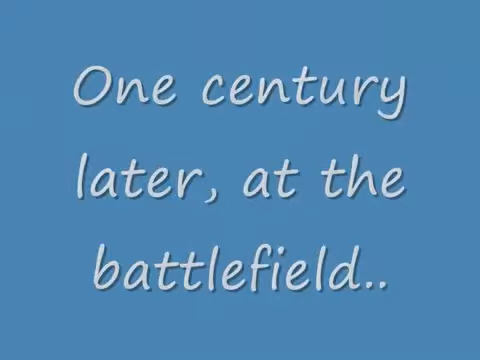 One century
later, at the
battlefield..